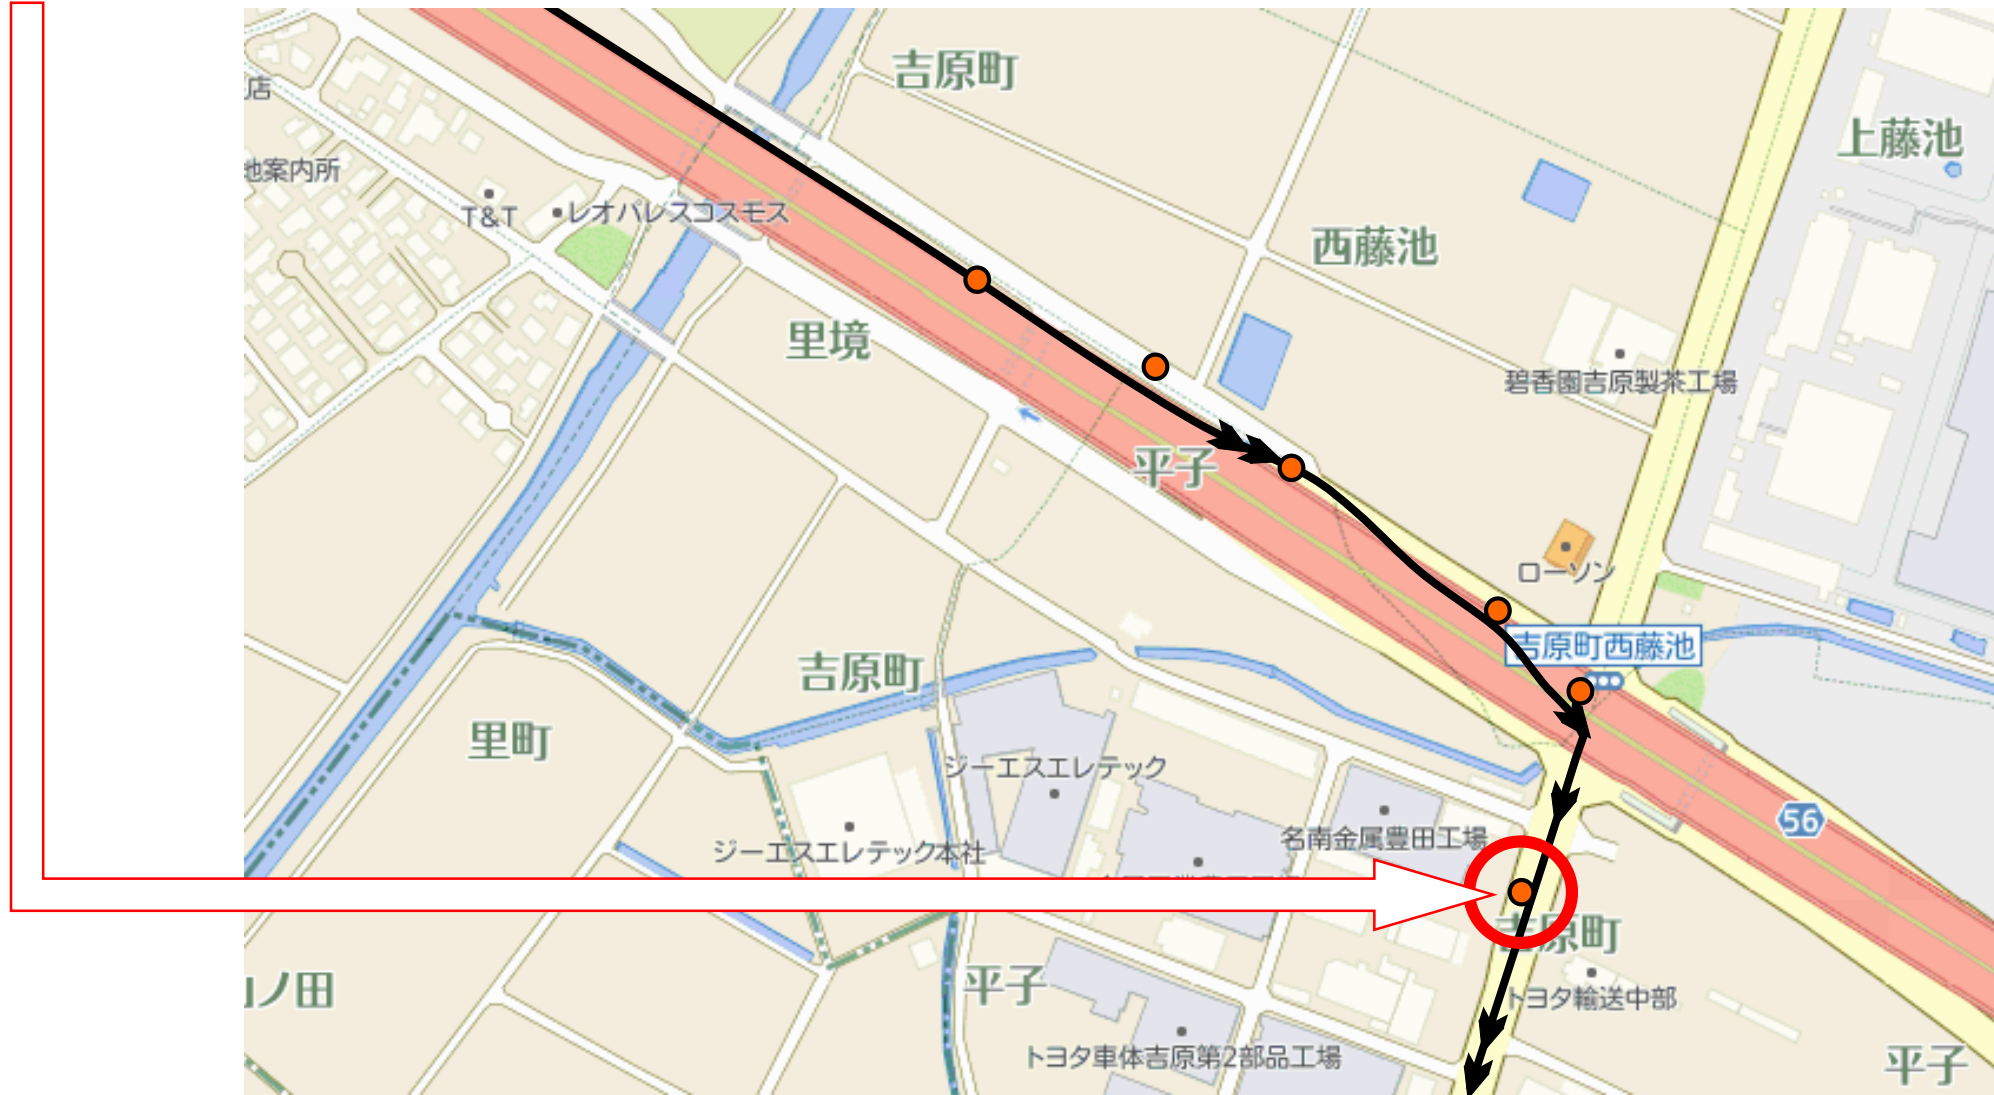 吉原町
店
上藤池
地案内所
T&T
レオパレスコスモス
西藤池
里境
碧香園吉原製茶工場
平子
ローソン
吉原町西藤池
吉原町
里町
ジーエスエレテック
56
名南金属豊田工場
ジーエスエレテック本社
吉原町
ノ田
平子
トヨタ輸送中部
トヨタ車体吉原第2部品工場
平子